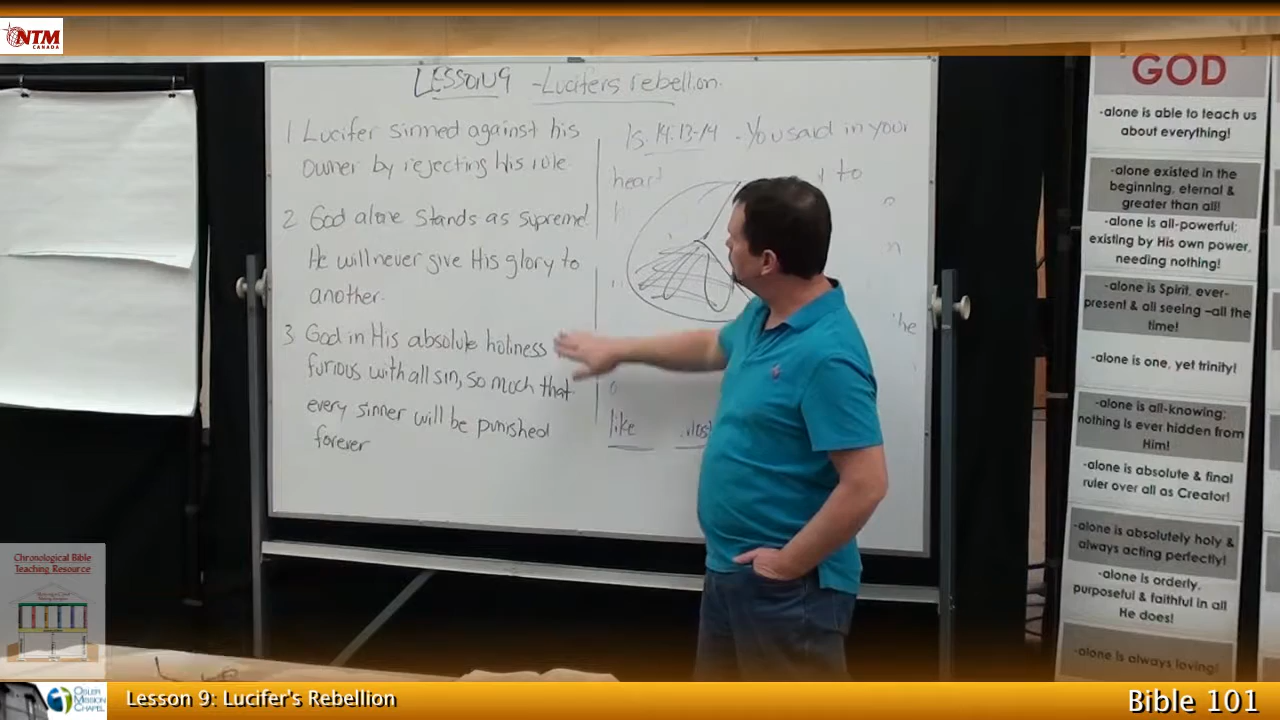 NTM
CANADA
LESSON 9 - Lucifers rebellion.
1 Lucifer sinned against his
owner by rejecting His role.
2 God alone stands as supreme.
He will never give His glory to
another.
3 God in His absolute holiness
furious with all sin, so much that
every sinner will be punished
forever
Is. 14:13-14 - You said in your
heart
to
like
GOD
-alone is able to teach us
about everything!
-alone existed in the
beginning, eternal &
greater than all!
-alone is all-powerful;
existing by His own power,
needing nothing!
-alone is Spirit, ever-
present & all seeing –all the
time!
-alone is one, yet trinity!
-alone is all-knowing;
nothing is ever hidden from
Him!
-alone is absolute & final
ruler over all as Creator!
-alone is absolutely holy &
always acting perfectly!
-alone is orderly,
purposeful & faithful in all
He does!
-alone is always loving!
Chronological Bible
Teaching Resource
OSLER
MISSION
CHAPEL
Lesson 9: Lucifer's Rebellion
Bible 101